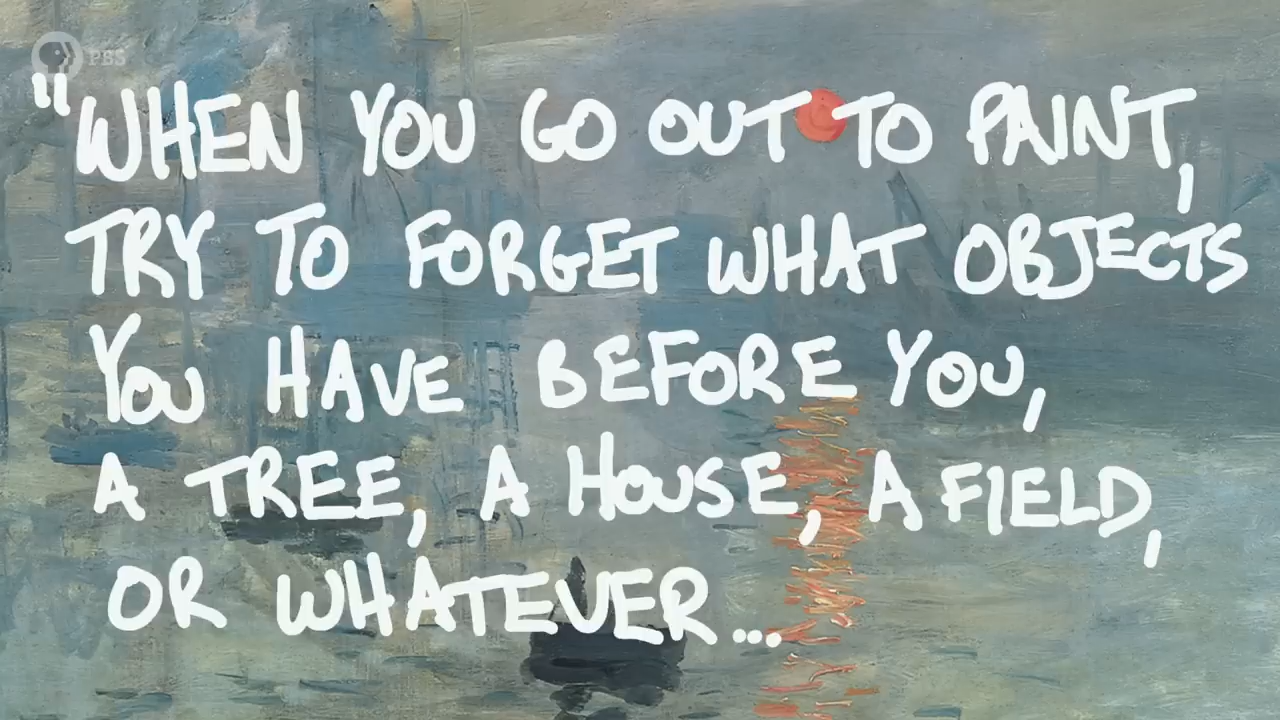 PBS
"WHEN YOU GO OUT TO PAINT,
TRY TO FORGET WHAT OBJECTS
YOU HAVE BEFORE YOU,
A TREE, A HOUSE, A FIELD,
OR WHATEVER...